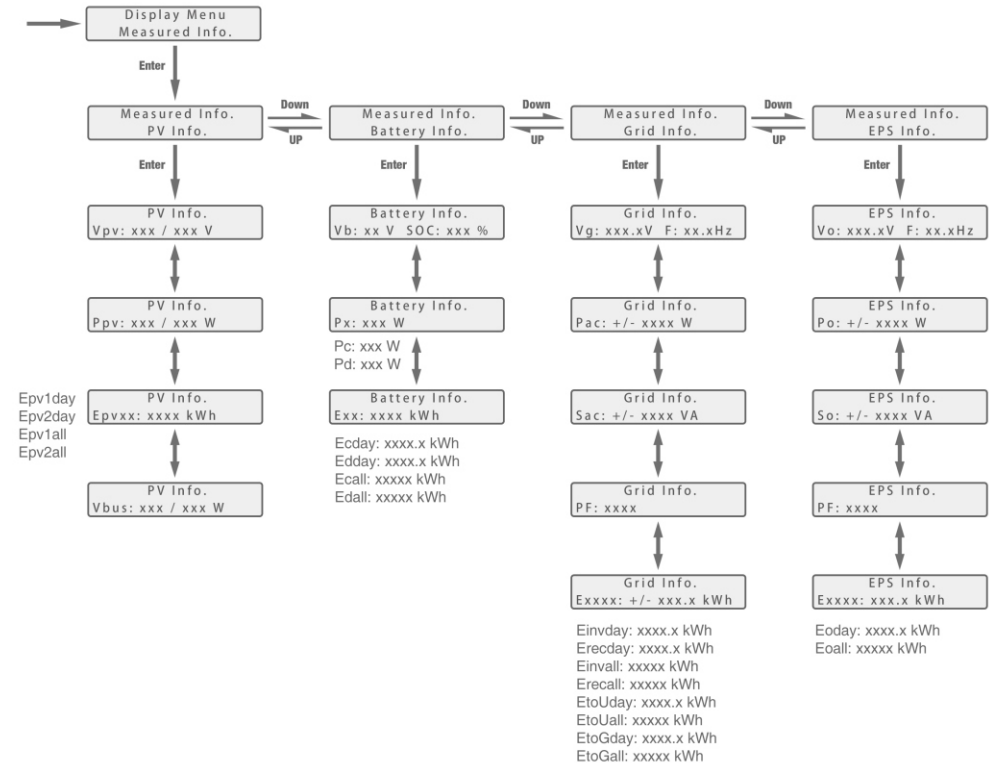 Display Menu
Measured Info.
Enter
Measured Info.
PV Info.
Down
UP
Measured Info.
Battery Info.
Down
UP
Measured Info.
Grid Info.
Down
UP
Measured Info.
EPS Info.
Enter
Enter
Enter
Enter
PV Info.
Vpv: xxx / xxx V
Battery Info.
Vb: xx V SOC: xxx %
Grid Info.
Vg: xxx.xV F: xx.xHz
EPS Info.
Vo: xxx.xV F: xx.xHz
PV Info.
Ppv: xxx / xxx W
Battery Info.
Px: xxx W
Pc: xxx W
Pd: xxx W
Grid Info.
Pac: +/- xxxx W
EPS Info.
Po: +/- xxxx W
Epv1day
Epv2day
Epv1all
Epv2all
PV Info.
Epvxx: xxxx kWh
Battery Info.
Exx: xxxx kWh
Ecday: xxxx.x kWh
Edday: xxxx.x kWh
Ecall: xxxxx kWh
Edall: xxxxx kWh
Grid Info.
Sac: +/- xxxx VA
EPS Info.
So: +/- xxxx VA
PV Info.
Vbus: xxx / xxx W
Grid Info.
PF: xxxx
EPS Info.
PF: xxxx
Grid Info.
Exxxx: +/- xxx.x kWh
Einvday: xxxx.x kWh
Erecday: xxxx.x kWh
Einvall: xxxxx kWh
Erecall: xxxxx kWh
EtoUday: xxxx.x kWh
EtoUall: xxxxx kWh
EtoGday: xxxx.x kWh
EtoGall: xxxxx kWh
EPS Info.
Exxxx: xxx.x kWh
Eoday: xxxx.x kWh
Eoall: xxxxx kWh